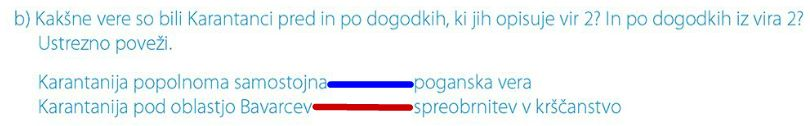 b) Kakšne vere so bili Karantanci pred in po dogodkih, ki jih opisuje vir 2? In po dogodkih iz vira 2?
Ustrezno poveži.
Karantanija popolnoma samostojna poganska vera
Karantanija pod oblastjo Bavarcev spreobrnitev v krščanstvo